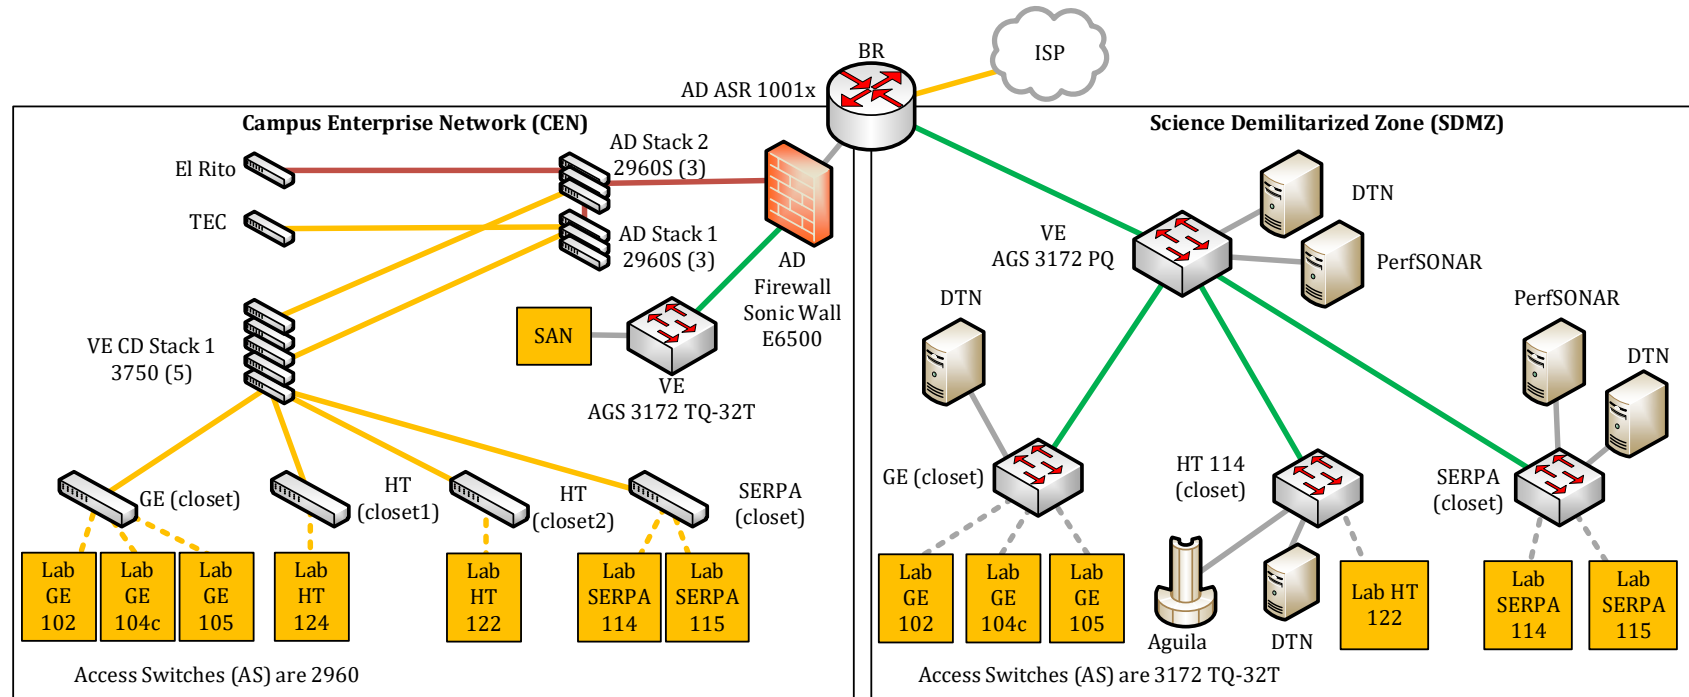 BR
ISP
AD ASR 1001x
Campus Enterprise Network (CEN)
El Rito
TEC
AD Stack 2
2960S (3)
AD Stack 1
2960S (3)
AD
Firewall
Sonic Wall
E6500
SAN
VE
AGS 3172 TQ-32T
VE CD Stack 1
3750 (5)
GE (closet)
HT
(closet1)
HT
(closet2)
SERPA
(closet)
Lab
GE
102
Lab
GE
104c
Lab
GE
105
Lab
HT
124
Lab
HT
122
Lab
SERPA
114
Lab
SERPA
115
Access Switches (AS) are 2960
Science Demilitarized Zone (SDMZ)
DTN
VE
AGS 3172 PQ
PerfSONAR
DTN
PerfSONAR
DTN
GE (closet)
HT 114
(closet)
SERPA
(closet)
Lab
GE
102
Lab
GE
104c
Lab
GE
105
Aguila
DTN
Lab HT
122
Lab
SERPA
114
Lab
SERPA
115
Access Switches (AS) are 3172 TQ-32T